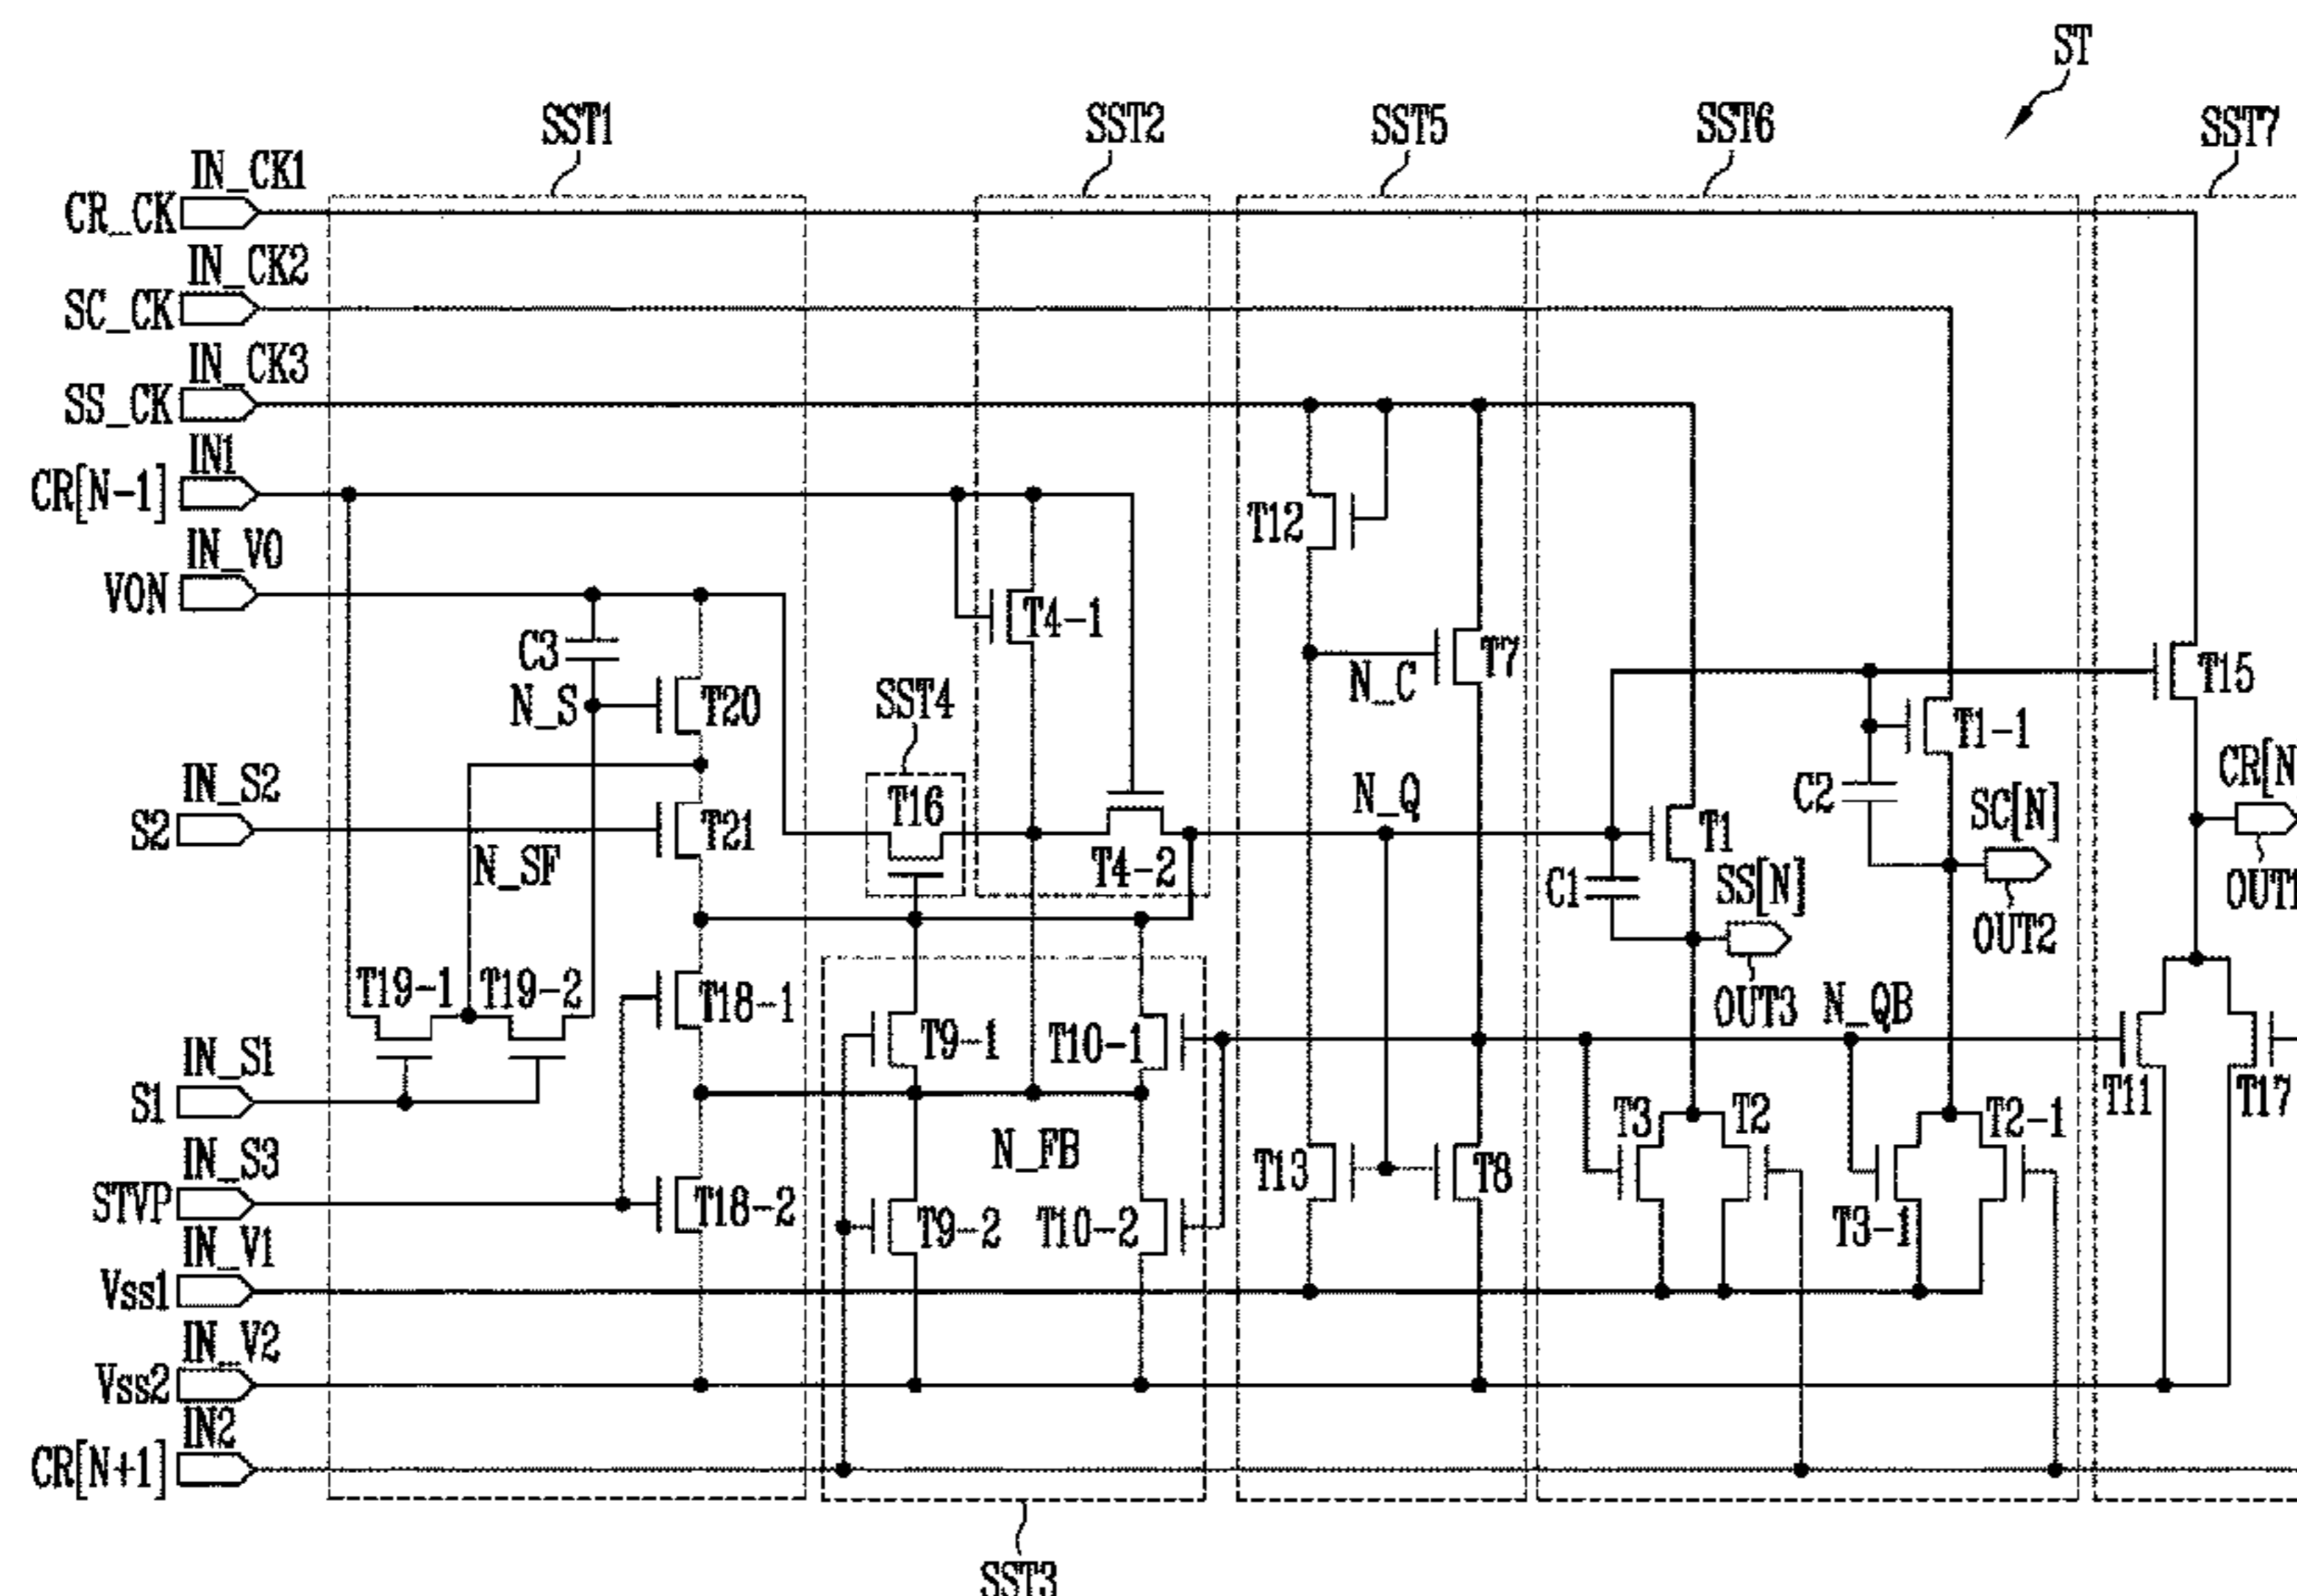 ST
SST1
SST2
SST5
SST6
SST7
IN_CK1
CR_CK
IN_CK2
SC_CK
IN_CK3
SS_CK
IN1
CR[N-1]
IN_VO
VON
T12
T4-1
C3
N_S
T20
SST4
T7
N_C
T15
T1-1
IN_S2
S2
T21
N_SF
T16
T4-2
N_Q
T1
C1
C2
SS[N]
SC[N]
CR[N
OUT1
OUT2
OUT3
T19-1
T19-2
T18-1
T9-1
T10-1
N_QB
IN_S1
S1
T11
T17
N_FB
T3
T2
T2-1
IN_S3
STVP
T18-2
T9-2
T10-2
T13
T8
T3-1
IN_V1
Vss1
IN_V2
Vss2
IN2
CR[N+1]
SST3